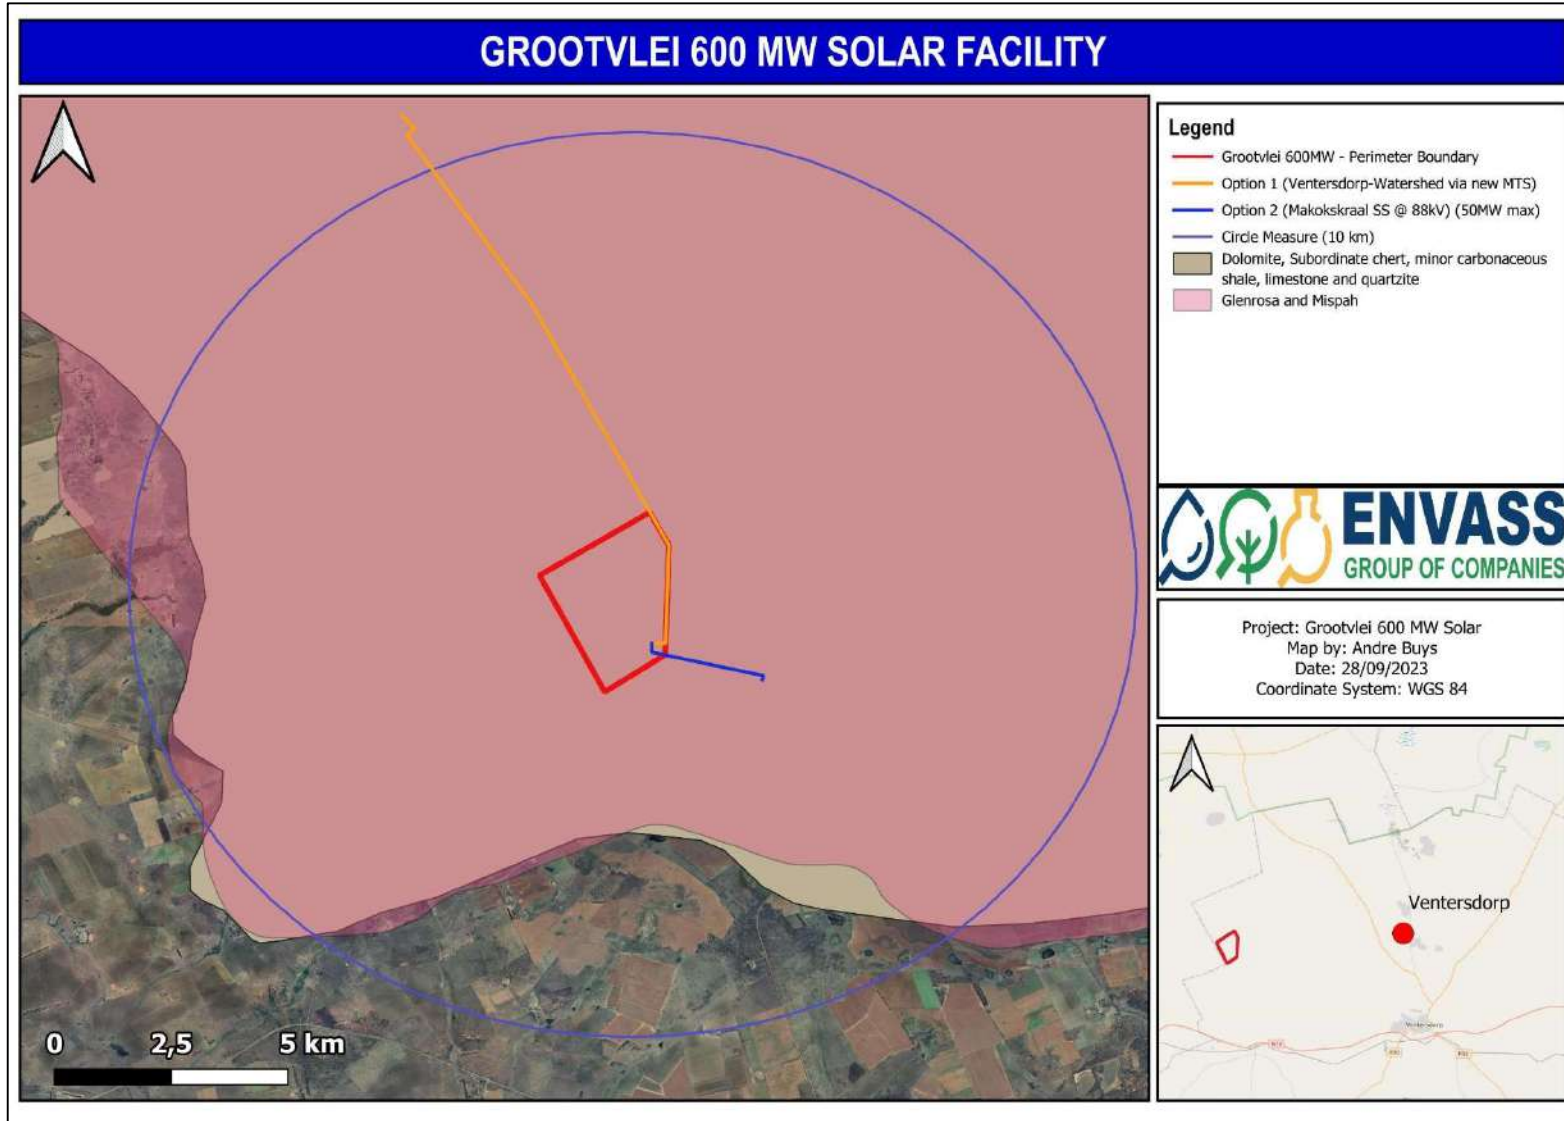 GROOTVLEI 600 MW SOLAR FACILITY
Legend
Grootvlei 600MW - Perimeter Boundary
Option 1 (Ventersdorp-Watershed via new MTS)
Option 2 (Makokskraal SS @ 88kV) (50MW max)
Circle Measure (10 km)
Dolomite, Subordinate chert, minor carbonaceous
shale, limestone and quartzite
Glenrosa and Mispah
ENVASS
GROUP OF COMPANIES
Project: Grootvlei 600 MW Solar
Map by: Andre Buys
Date: 28/09/2023
Coordinate System: WGS 84
Ventersdorp
Ventersdorp
0 2,5 5 km